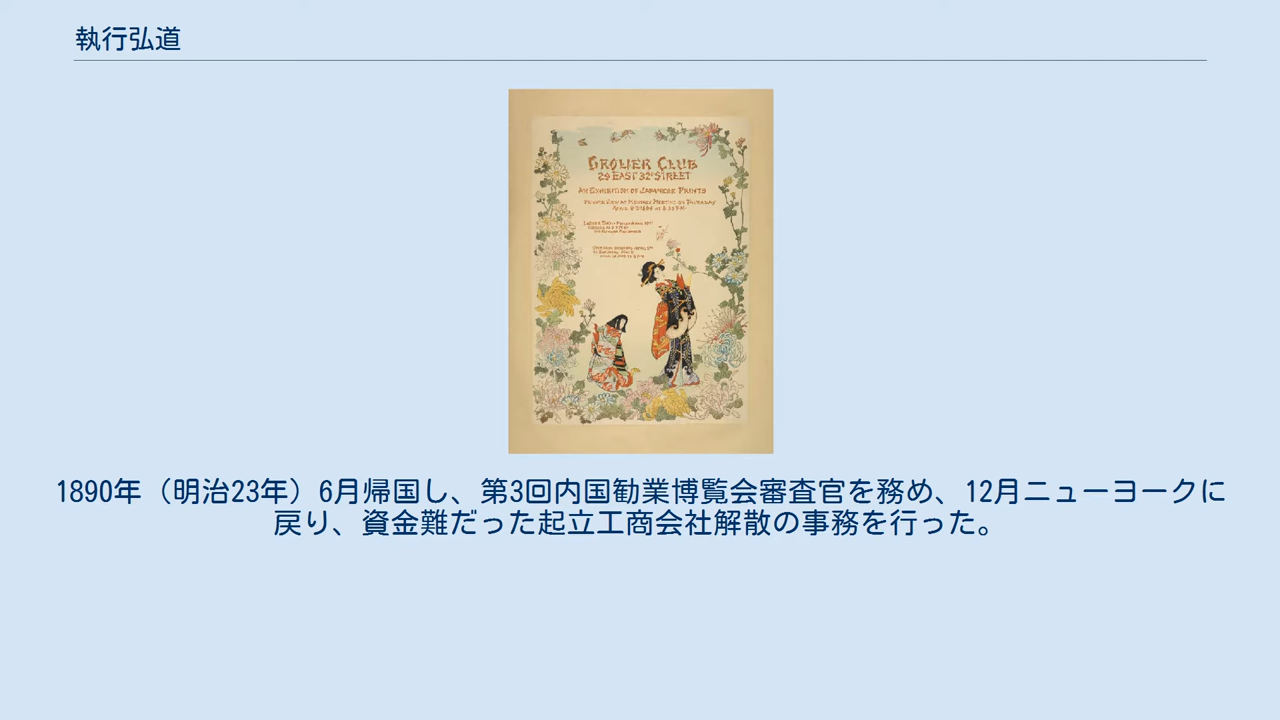 執行弘道
GROLIER CLUB
29 EAST 32ND STREET
AN EXHIBITION OF JAPANESE PRINTS
1890年（明治23年）6月帰国し、第3回内国勧業博覧会審査官を務め、12月ニューヨークに
戻り、資金難だった起立工商会社解散の事務を行った。